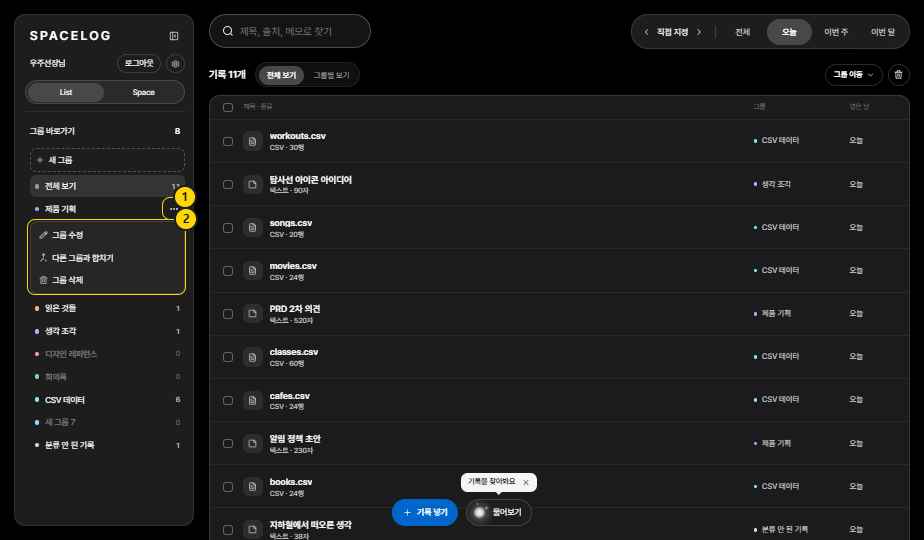 SPACELOG
우주선장님
로그아웃
List
Space
그룹 바로가기
8
+ 새 그룹
전체 보기
11
제품 기획
1
2
그룹 수정
다른 그룹과 합치기
그룹 삭제
읽은 것들 1
생각 조각 1
디자인 레퍼런스 0
회의록 0
CSV 데이터 6
새 그룹 7 0
분류 안 된 기록 1
제목, 출처, 메모로 찾기
직접 지정
전체
오늘
이번 주
이번 달
기록 11개
전체 보기
그룹별 보기
그룹 이동
제목 · 종류
그룹
넣은 날
workouts.csv
CSV · 30행
CSV 데이터
오늘
탐사선 아이콘 아이디어
텍스트 · 90자
생각 조각
오늘
songs.csv
CSV · 20행
CSV 데이터
오늘
movies.csv
CSV · 24행
CSV 데이터
오늘
PRD 2차 의견
텍스트 · 520자
제품 기획
오늘
classes.csv
CSV · 60행
CSV 데이터
오늘
cafes.csv
CSV · 24행
CSV 데이터
오늘
알림 정책 초안
텍스트 · 230자
제품 기획
오늘
books.csv
CSV · 24행
CSV 데이터
오늘
지하철에서 떠오른 생각
텍스트 · 38자
분류 안 된 기록
오늘
기록을 찾아봐요
+ 기록 넣기
물어보기